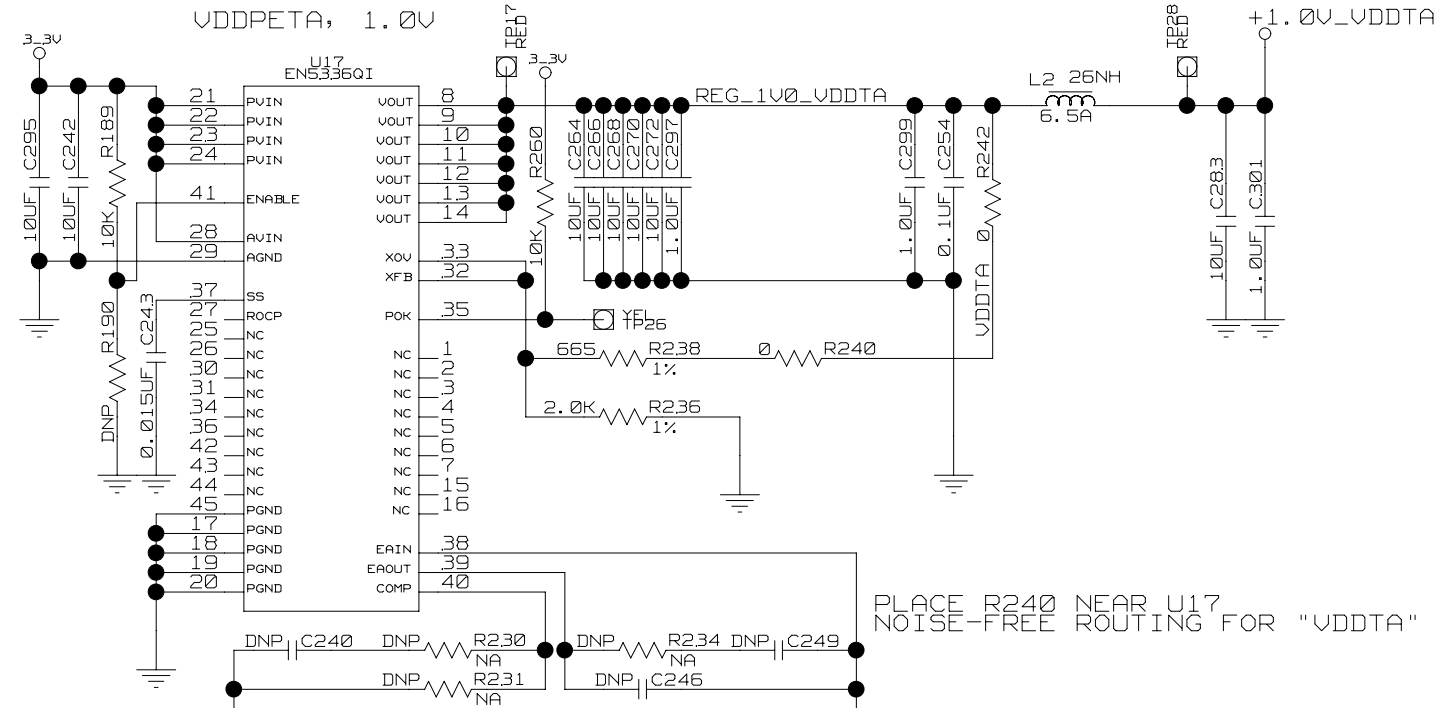 VDDPETA, 1.0V
TP17
RED
TP28
RED
+1.0V_VDDTA
3_3V
U17
EN5336QI
3_3V
L2 26NH
6.5A
REG_1V0_VDDTA
C295
10UF
C242
10UF
R189
10K
21 PVIN
22 PVIN
23 PVIN
24 PVIN
41 ENABLE
28 AVIN
29 AGND
37 SS
27 ROCP
25 NC
26 NC
30 NC
31 NC
34 NC
36 NC
42 NC
43 NC
44 NC
45 PGND
17 PGND
18 PGND
19 PGND
20 PGND
VOUT 8
VOUT 9
VOUT 10
VOUT 11
VOUT 12
VOUT 13
VOUT 14
XOV 33
XFB 32
POK 35
NC 1
NC 2
NC 3
NC 4
NC 5
NC 6
NC 7
NC 15
NC 16
EAIN 38
EAOUT 39
COMP 40
R190
DNP
C243
0.015UF
R260
10K
C264
10UF
C266
10UF
C268
10UF
C270
10UF
C272
10UF
C297
1.0UF
C299
1.0UF
C254
0.1UF
R242
0
VDDTA
C283
10UF
C301
1.0UF
YEL
TP26
665 R238
1%
0 R240
2.0K R236
1%
PLACE R240 NEAR U17
NOISE-FREE ROUTING FOR "VDDTA"
DNP C240
DNP R230
NA
DNP R234
NA
DNP C249
DNP R231
NA
DNP C246